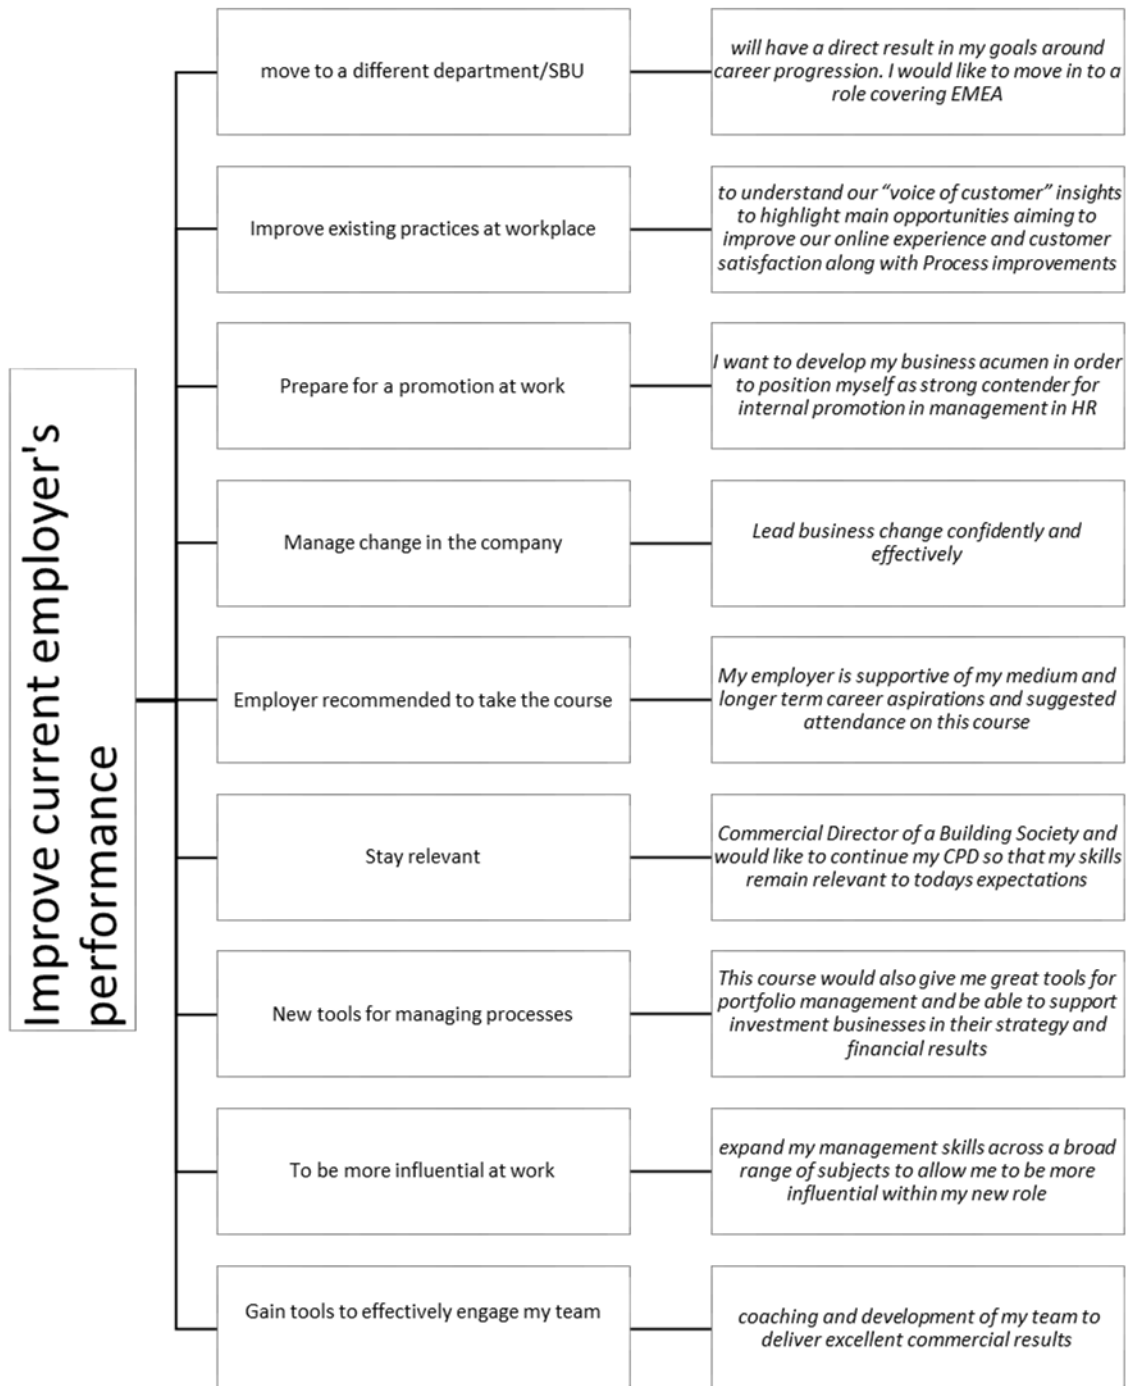 Improve current employer's
performance
move to a different department/SBU
will have a direct result in my goals around
career progression. I would like to move in to a
role covering EMEA
Improve existing practices at workplace
to understand our “voice of customer” insights
to highlight main opportunities aiming to
improve our online experience and customer
satisfaction along with Process improvements
Prepare for a promotion at work
I want to develop my business acumen in order
to position myself as strong contender for
internal promotion in management in HR
Manage change in the company
Lead business change confidently and
effectively
Employer recommended to take the course
My employer is supportive of my medium and
longer term career aspirations and suggested
attendance on this course
Stay relevant
Commercial Director of a Building Society and
would like to continue my CPD so that my skills
remain relevant to todays expectations
New tools for managing processes
This course would also give me great tools for
portfolio management and be able to support
investment businesses in their strategy and
financial results
To be more influential at work
expand my management skills across a broad
range of subjects to allow me to be more
influential within my new role
Gain tools to effectively engage my team
coaching and development of my team to
deliver excellent commercial results